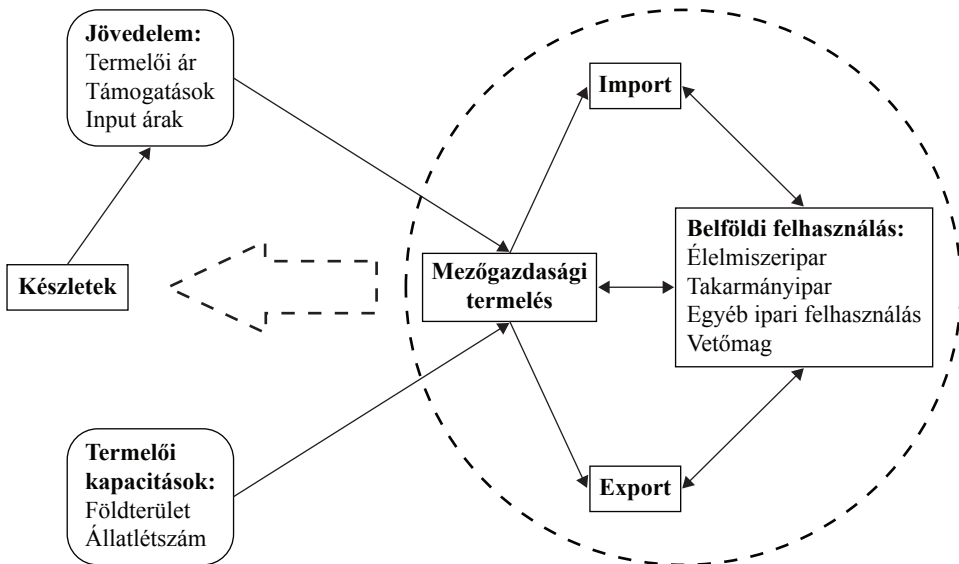 Jövedelem:
Termelői ár
Támogatások
Input árak
Import
Belföldi felhasználás:
Élelmiszeripar
Takarmányipar
Egyéb ipari felhasználás
Vetőmag
Mezőgazdasági
termelés
Készletek
Termelői
kapacitások:
Földterület
Állatlétszám
Export